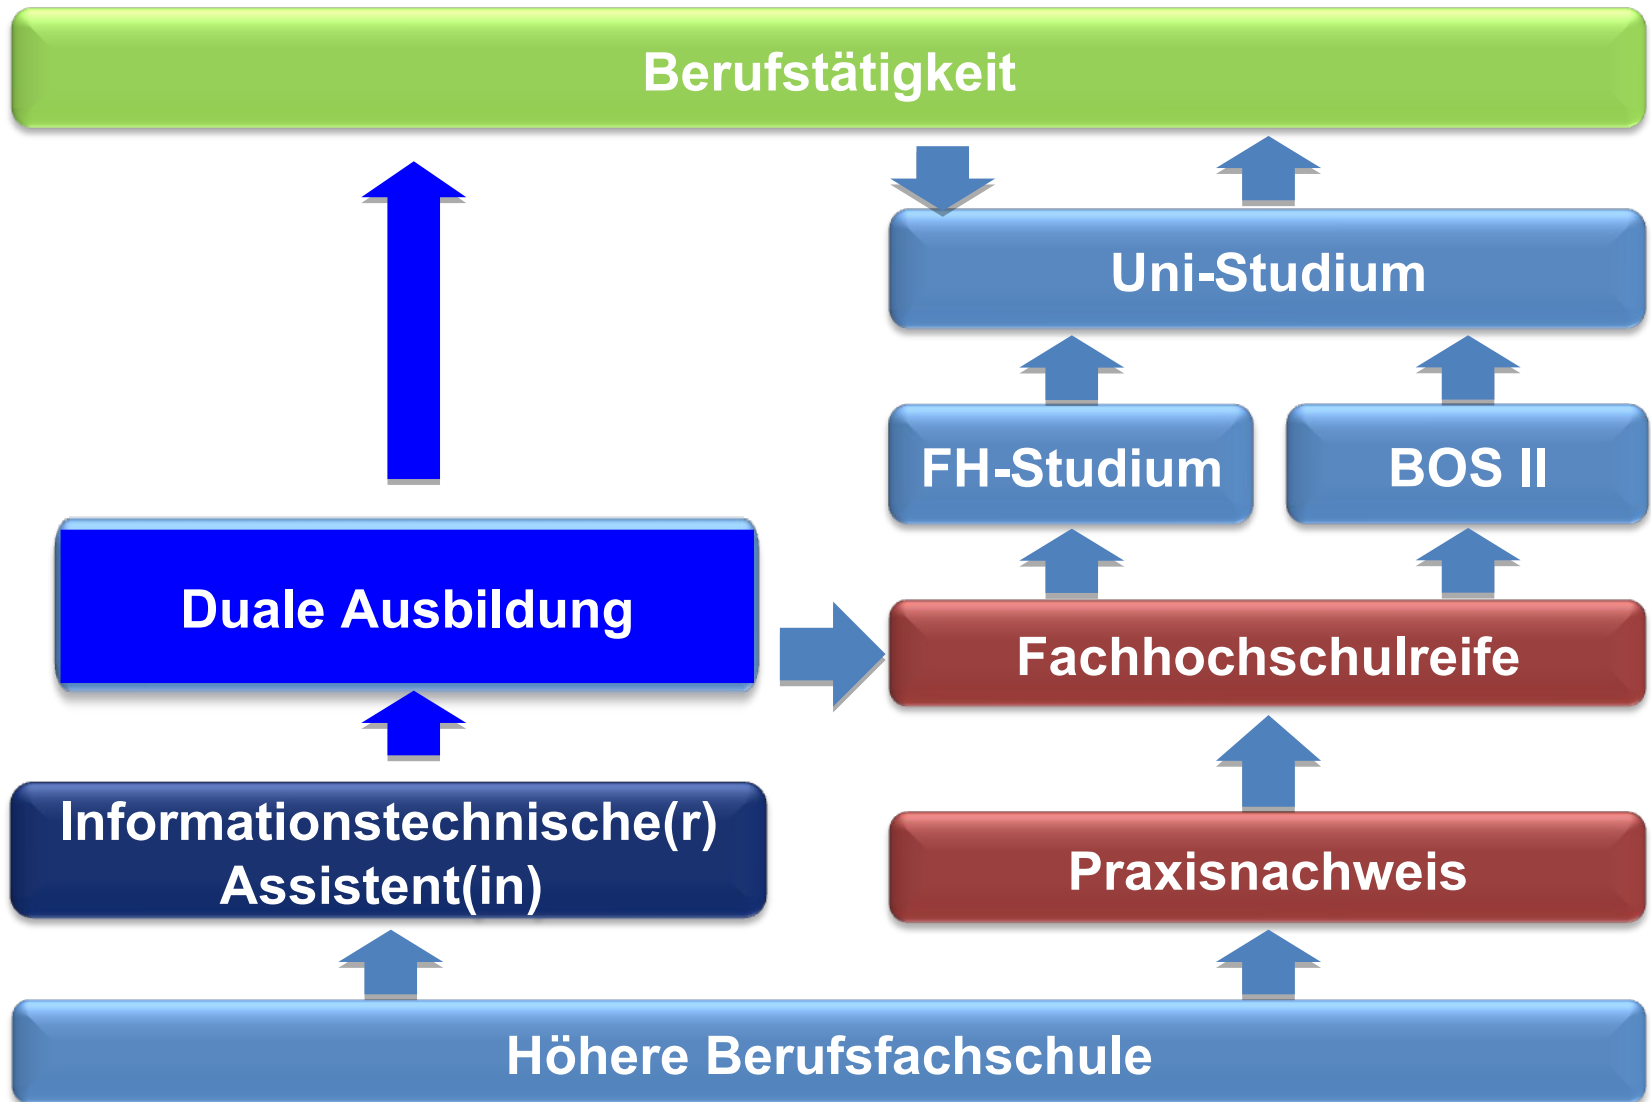 Berufstätigkeit
Uni-Studium
FH-Studium
BOS II
Duale Ausbildung
Fachhochschulreife
Informationstechnische(r)
Assistent(in)
Praxisnachweis
Höhere Berufsfachschule